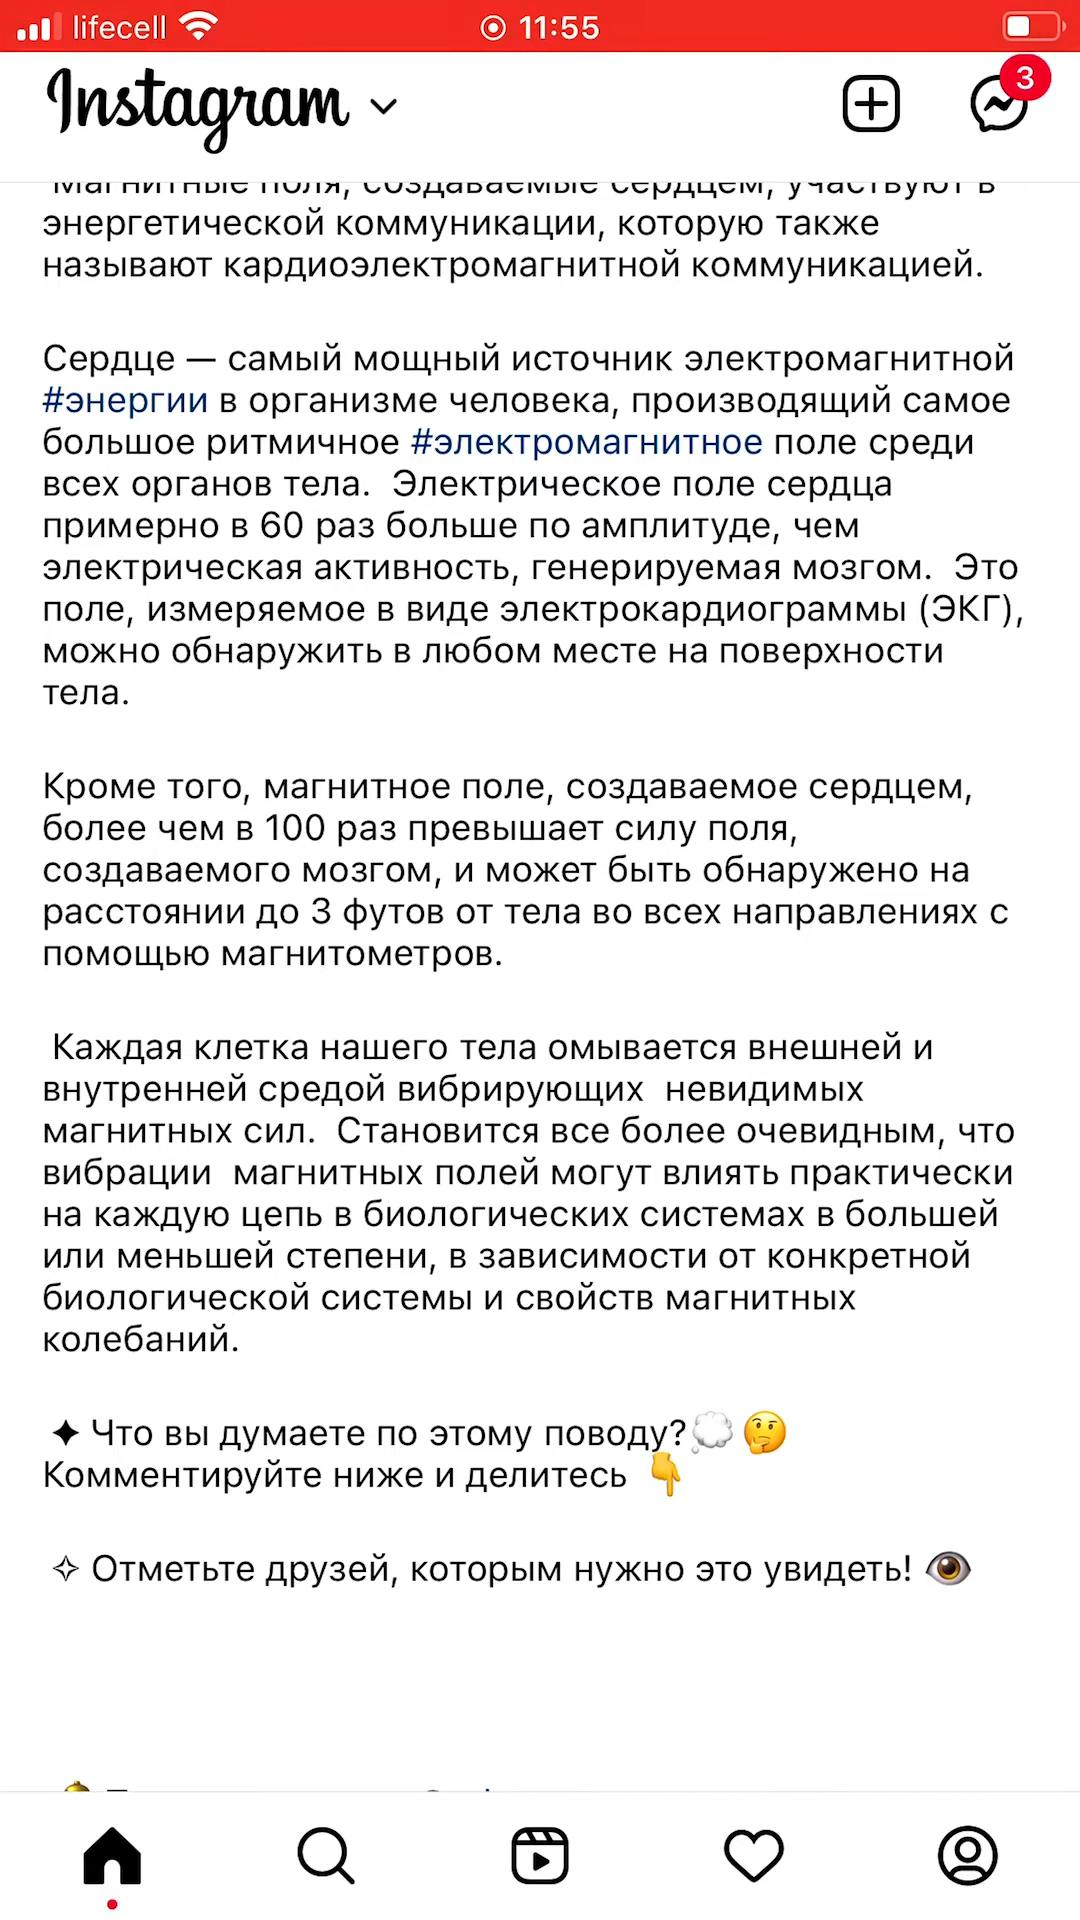 lifecell 11:55
Instagram
3
Магнитные поля, создаваемые сердцем, участвуют в
энергетической коммуникации, которую также
называют кардиоэлектромагнитной коммуникацией.
Сердце — самый мощный источник электромагнитной
#энергии в организме человека, производящий самое
большое ритмичное #электромагнитное поле среди
всех органов тела.  Электрическое поле сердца
примерно в 60 раз больше по амплитуде, чем
электрическая активность, генерируемая мозгом.  Это
поле, измеряемое в виде электрокардиограммы (ЭКГ),
можно обнаружить в любом месте на поверхности
тела.
Кроме того, магнитное поле, создаваемое сердцем,
более чем в 100 раз превышает силу поля,
создаваемого мозгом, и может быть обнаружено на
расстоянии до 3 футов от тела во всех направлениях с
помощью магнитометров.
Каждая клетка нашего тела омывается внешней и
внутренней средой вибрирующих  невидимых
магнитных сил.  Становится все более очевидным, что
вибрации  магнитных полей могут влиять практически
на каждую цепь в биологических системах в большей
или меньшей степени, в зависимости от конкретной
биологической системы и свойств магнитных
колебаний.
✦ Что вы думаете по этому поводу?💭🤔
Комментируйте ниже и делитесь 👇
✧ Отметьте друзей, которым нужно это увидеть! 👁